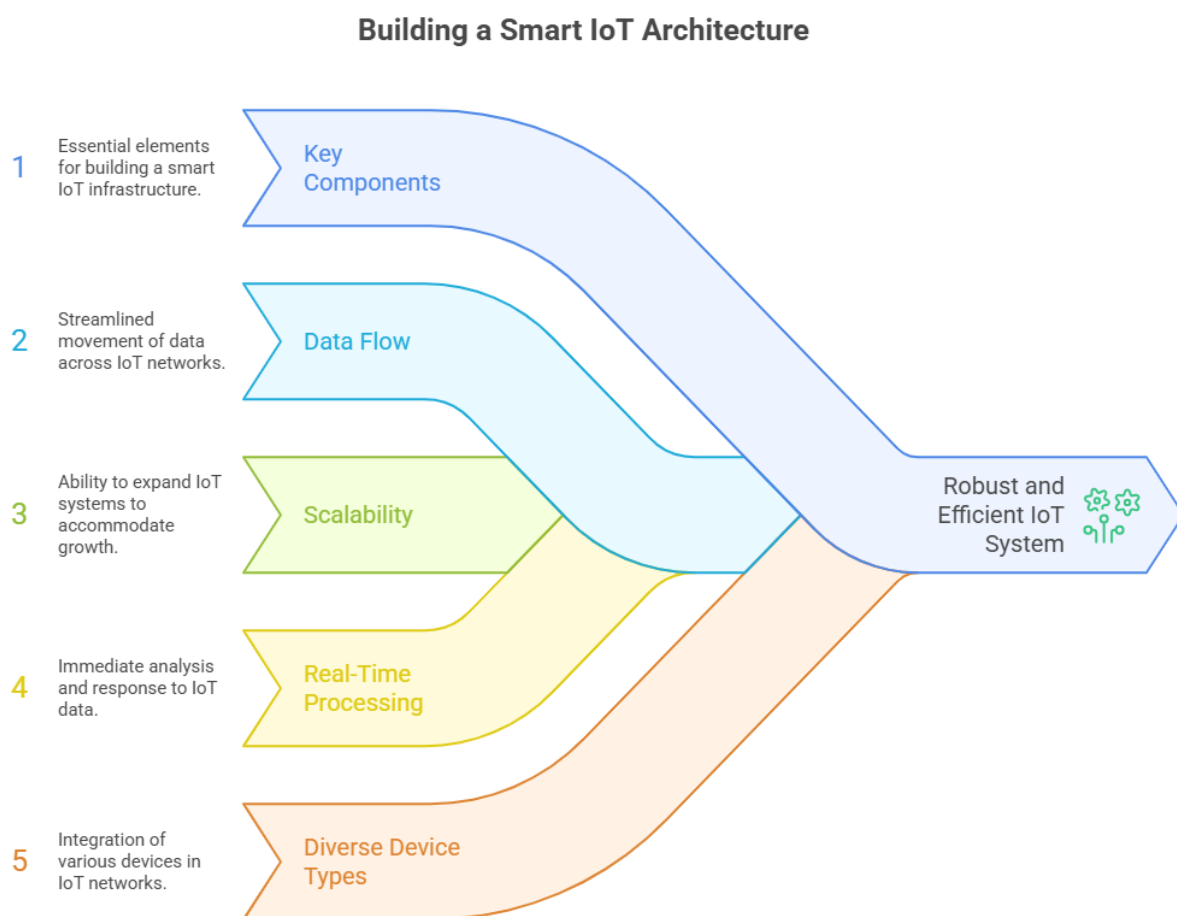 Building a Smart IoT Architecture
1
Essential elements
for building a smart
IoT infrastructure.
Key
Components
2
Streamlined
movement of data
across IoT networks.
Data Flow
3
Ability to expand IoT
systems to
accommodate
growth.
Scalability
Robust and
Efficient IoT
System
4
Immediate analysis
and response to IoT
data.
Real-Time
Processing
5
Integration of
various devices in
IoT networks.
Diverse Device
Types